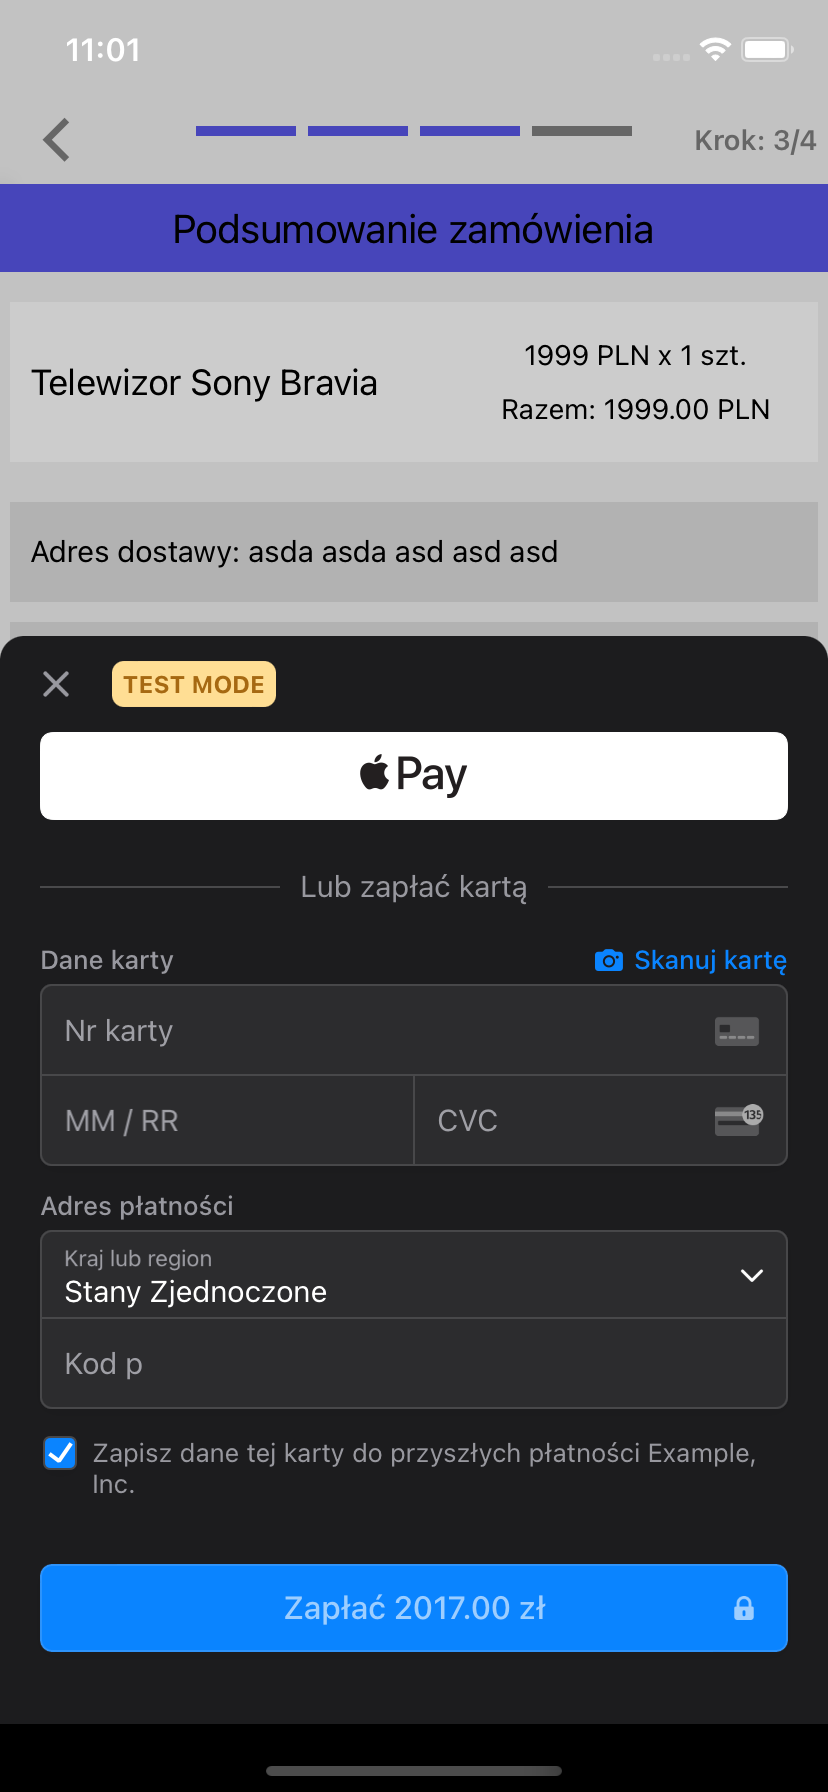 11:01
Krok: 3/4
Podsumowanie zamówienia
Telewizor Sony Bravia
1999 PLN x 1 szt.
Razem: 1999.00 PLN
Adres dostawy: asda asda asd asd asd
TEST MODE
Pay
Lub zapłać kartą
Dane karty
Skanuj kartę
Nr karty
MM / RR
CVC
135
Adres płatności
Kraj lub region
Stany Zjednoczone
Kod p
Zapisz dane tej karty do przyszłych płatności Example,
Inc.
Zapłać 2017.00 zł